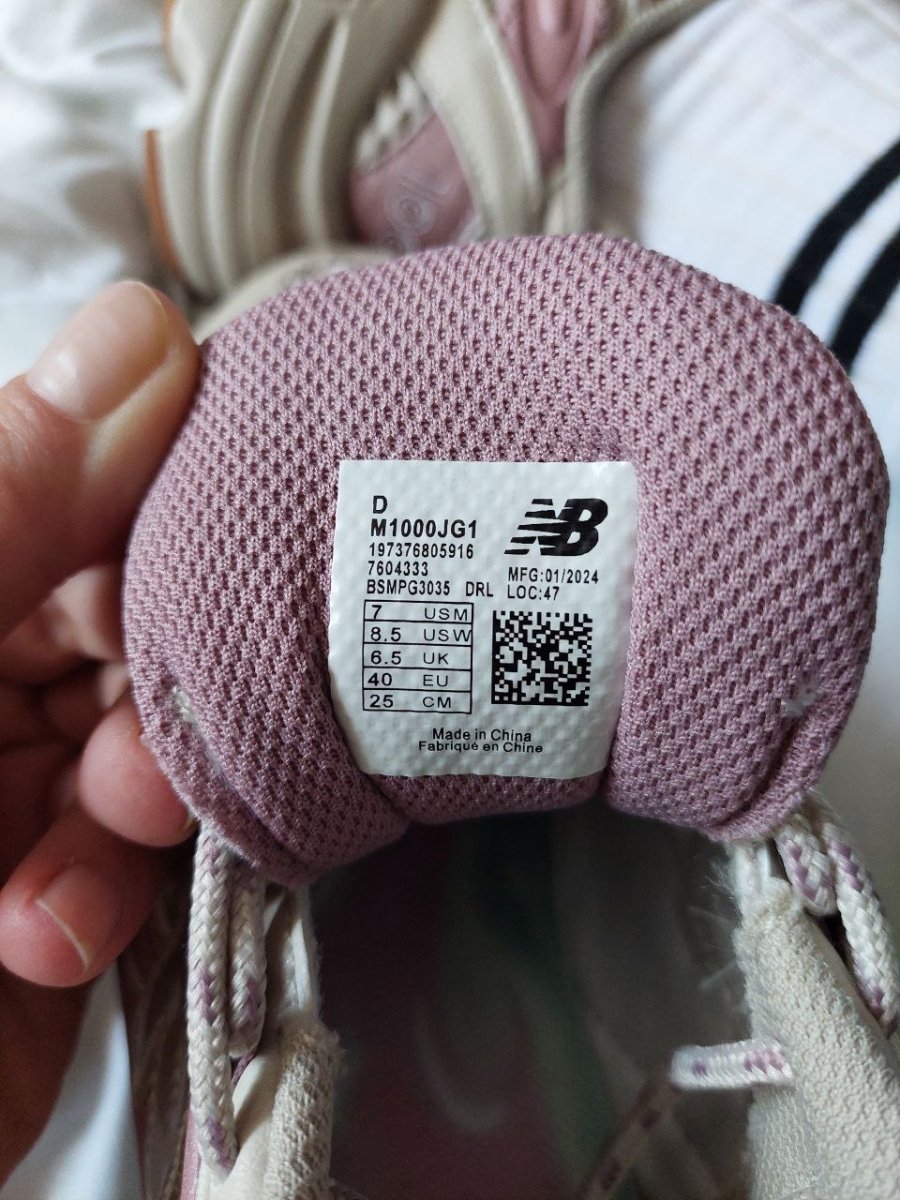 D
M1000JG1
197376805916
7604333
BSMPG3035 DRL
NB
MFG:01/2024
LOC:47
7 USM
8.5 USW
6.5 UK
40 EU
25 CM
Made in China
Fabriqué en Chine